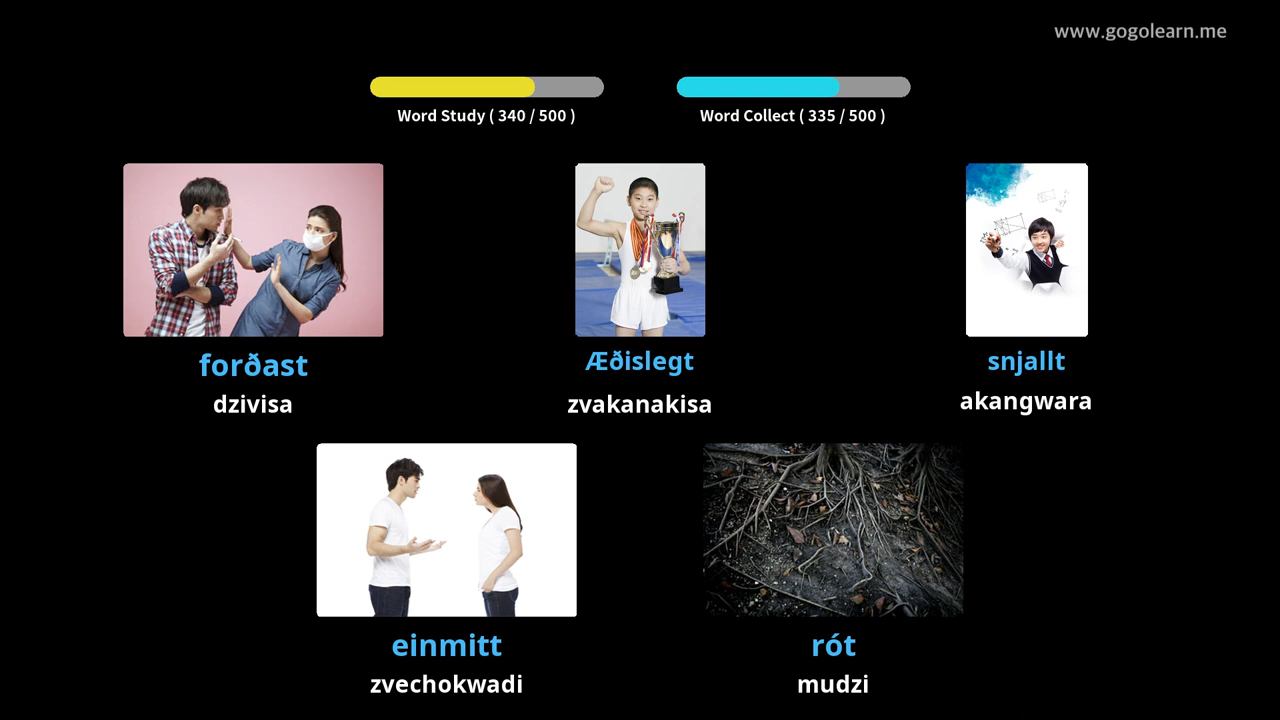 www.gogolearn.me
Word Study ( 340 / 500 )
Word Collect ( 335 / 500 )
forðast
dzivisa
Æðislegt
zvakanakisa
snjallt
akangwara
einmitt
zvechokwadi
rót
mudzi